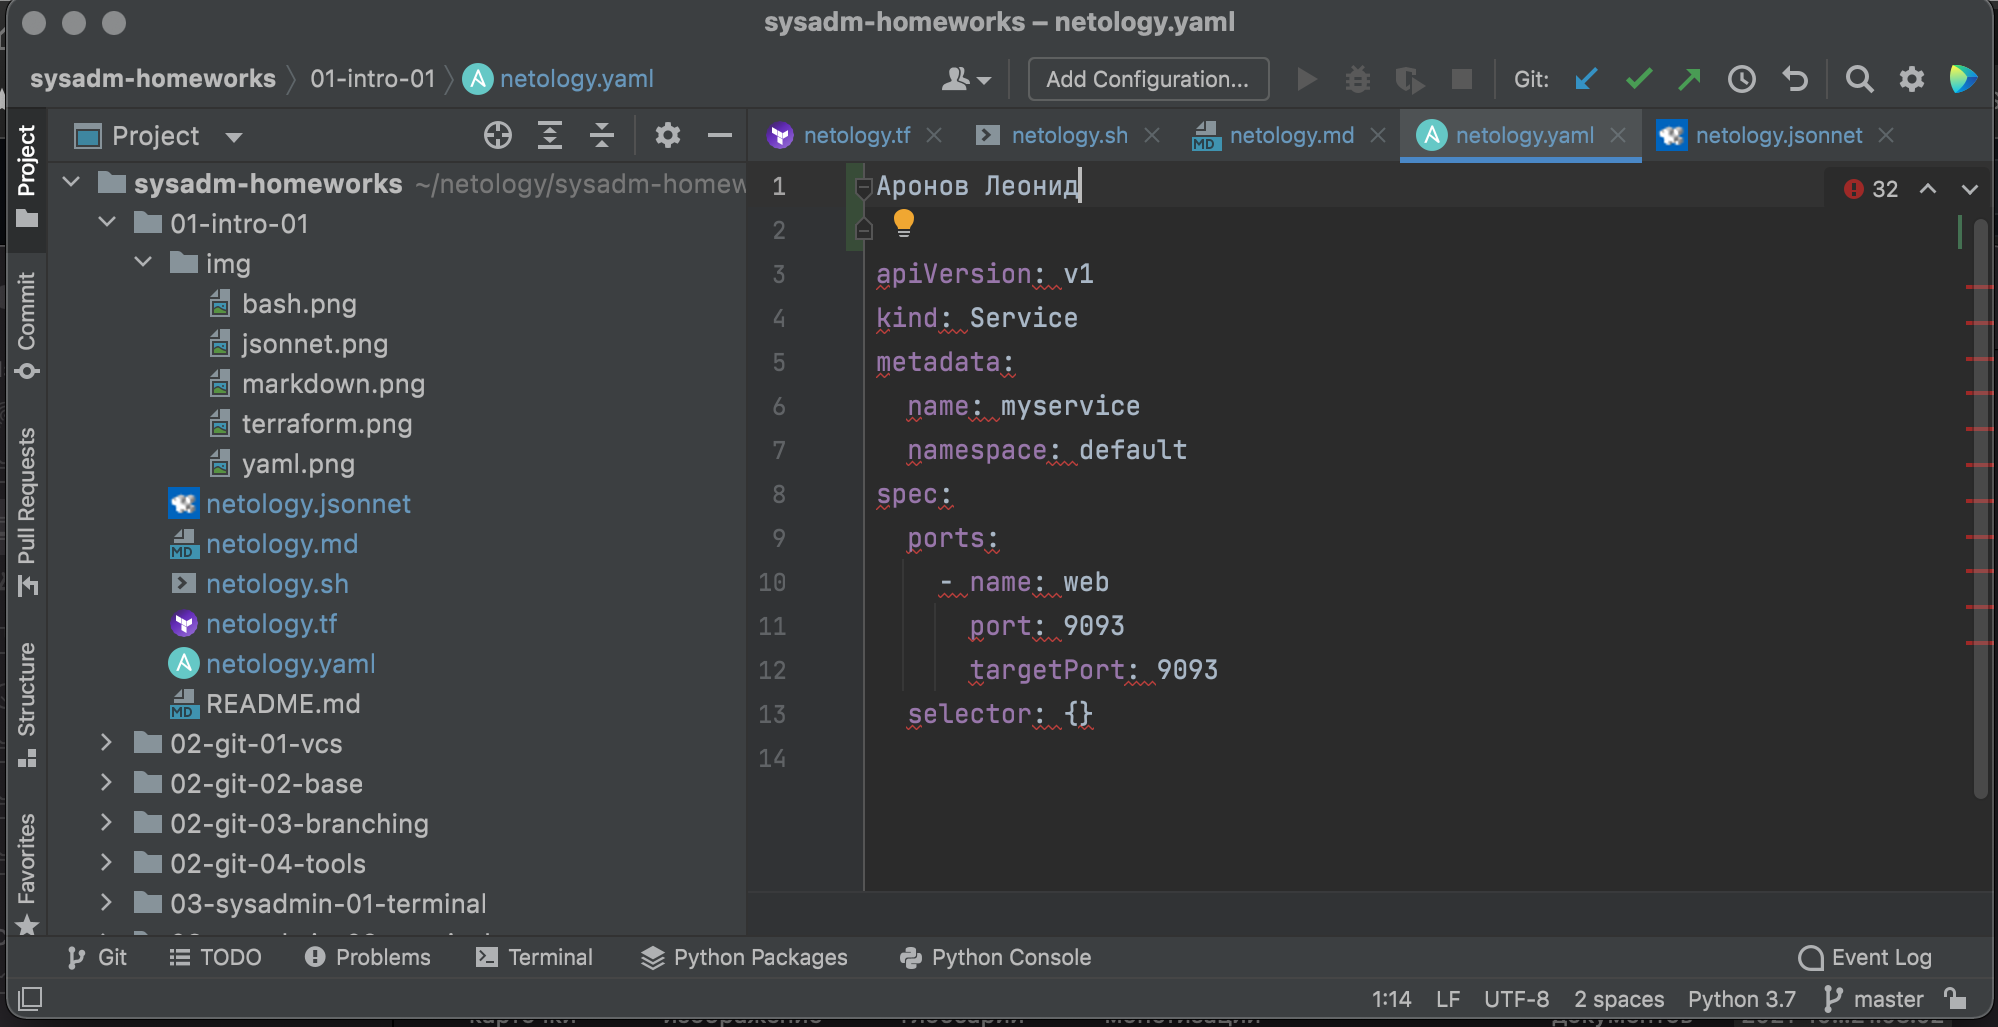 sysadm-homeworks – netology.yaml
sysadm-homeworks 01-intro-01 netology.yaml
Add Configuration...
Git:
Project
netology.tf
netology.sh
netology.md
netology.yaml
netology.jsonnet
Project
Commit
Pull Requests
Structure
Favorites
sysadm-homeworks ~/netology/sysadm-homew
01-intro-01
img
bash.png
jsonnet.png
markdown.png
terraform.png
yaml.png
netology.jsonnet
MD netology.md
netology.sh
netology.tf
netology.yaml
MD README.md
02-git-01-vcs
02-git-02-base
02-git-03-branching
02-git-04-tools
03-sysadmin-01-terminal
1 Аронов Леонид
32
2
3 apiVersion: v1
4 kind: Service
5 metadata:
6 name: myservice
7 namespace: default
8 spec:
9 ports:
10 - name: web
11 port: 9093
12 targetPort: 9093
13 selector: {}
14
Git
TODO
Problems
Terminal
Python Packages
Python Console
Event Log
1:14 LF UTF-8 2 spaces Python 3.7 master